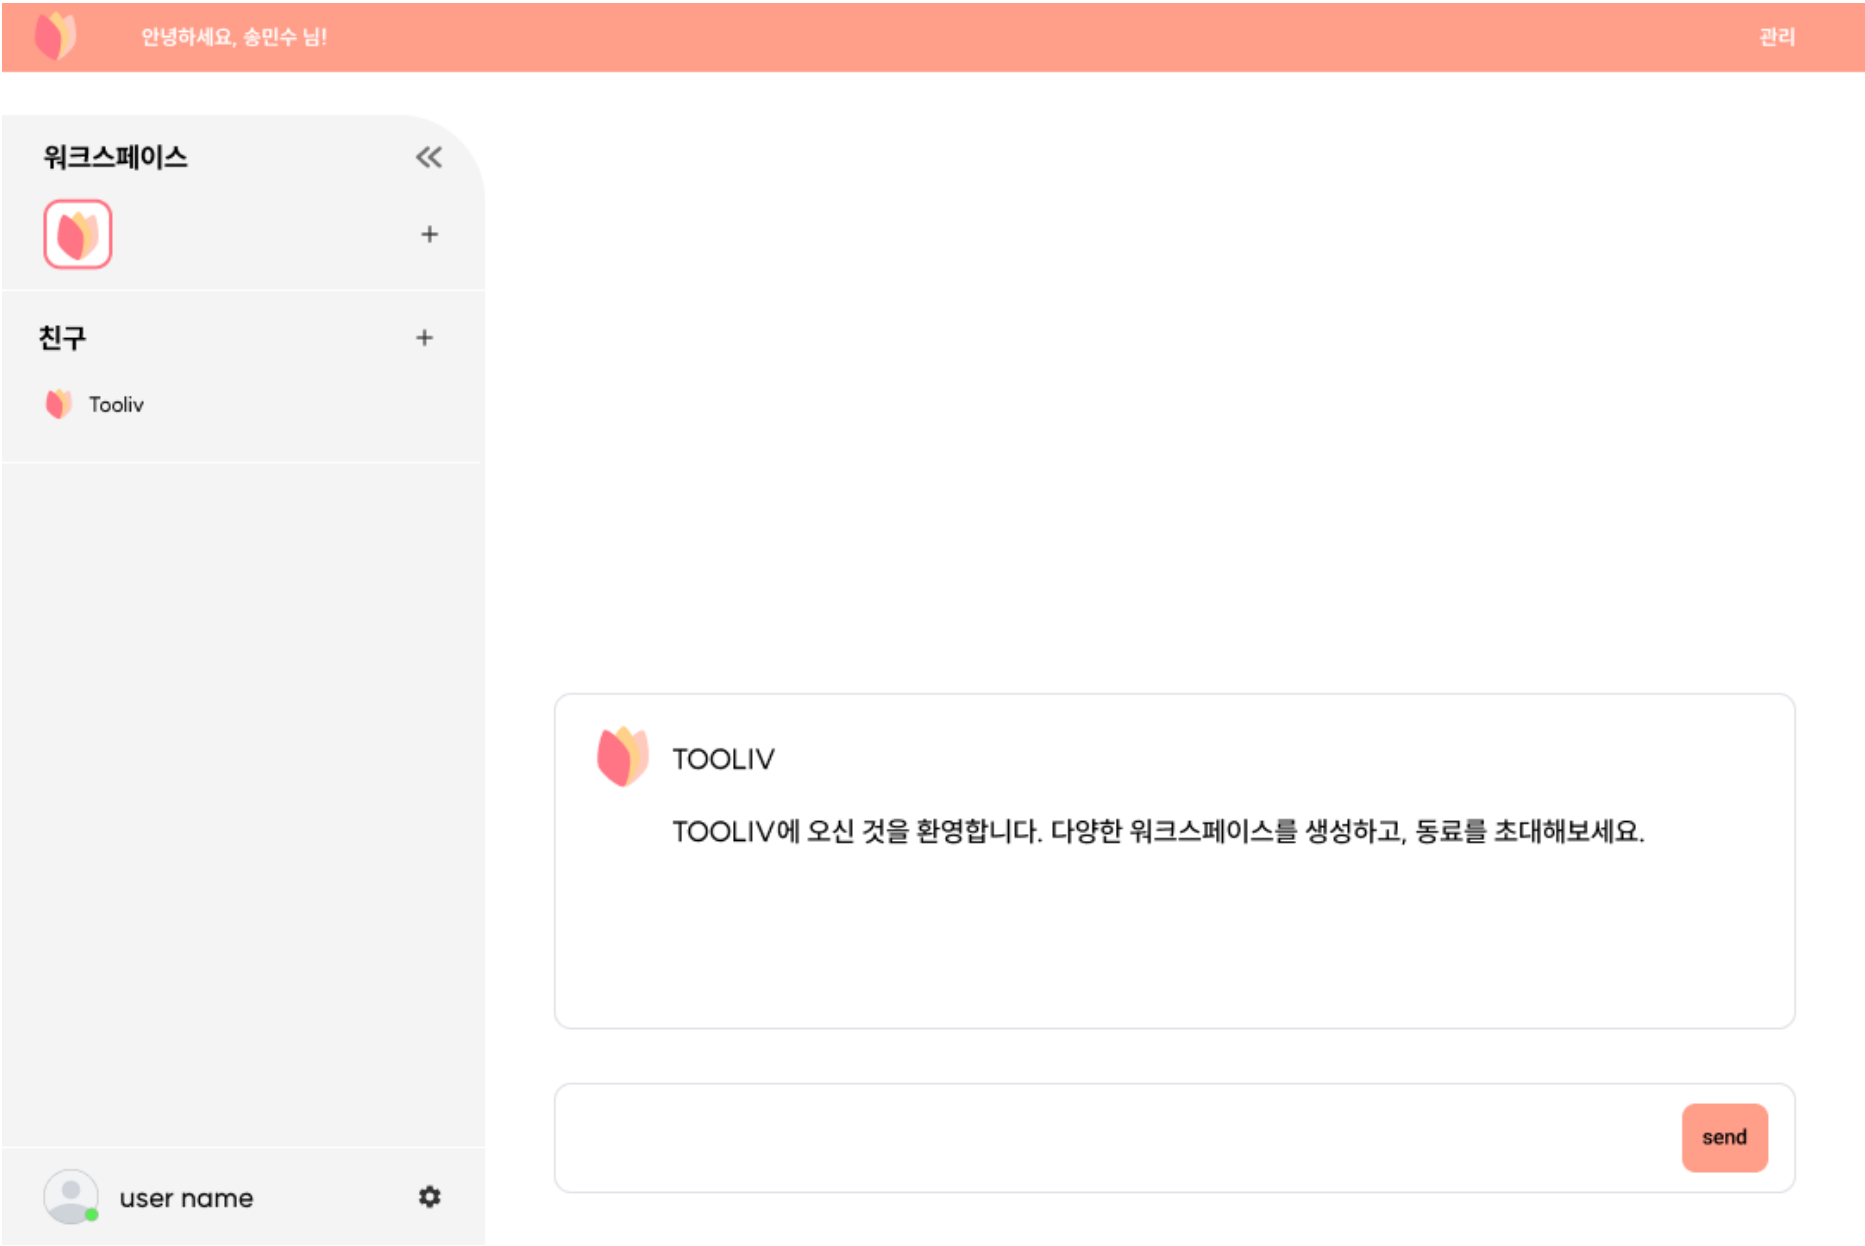 안녕하세요, 송민수 님!
관리
워크스페이스
친구
Tooliv
TOOLIV
TOOLIV에 오신 것을 환영합니다. 다양한 워크스페이스를 생성하고, 동료를 초대해보세요.
send
user name